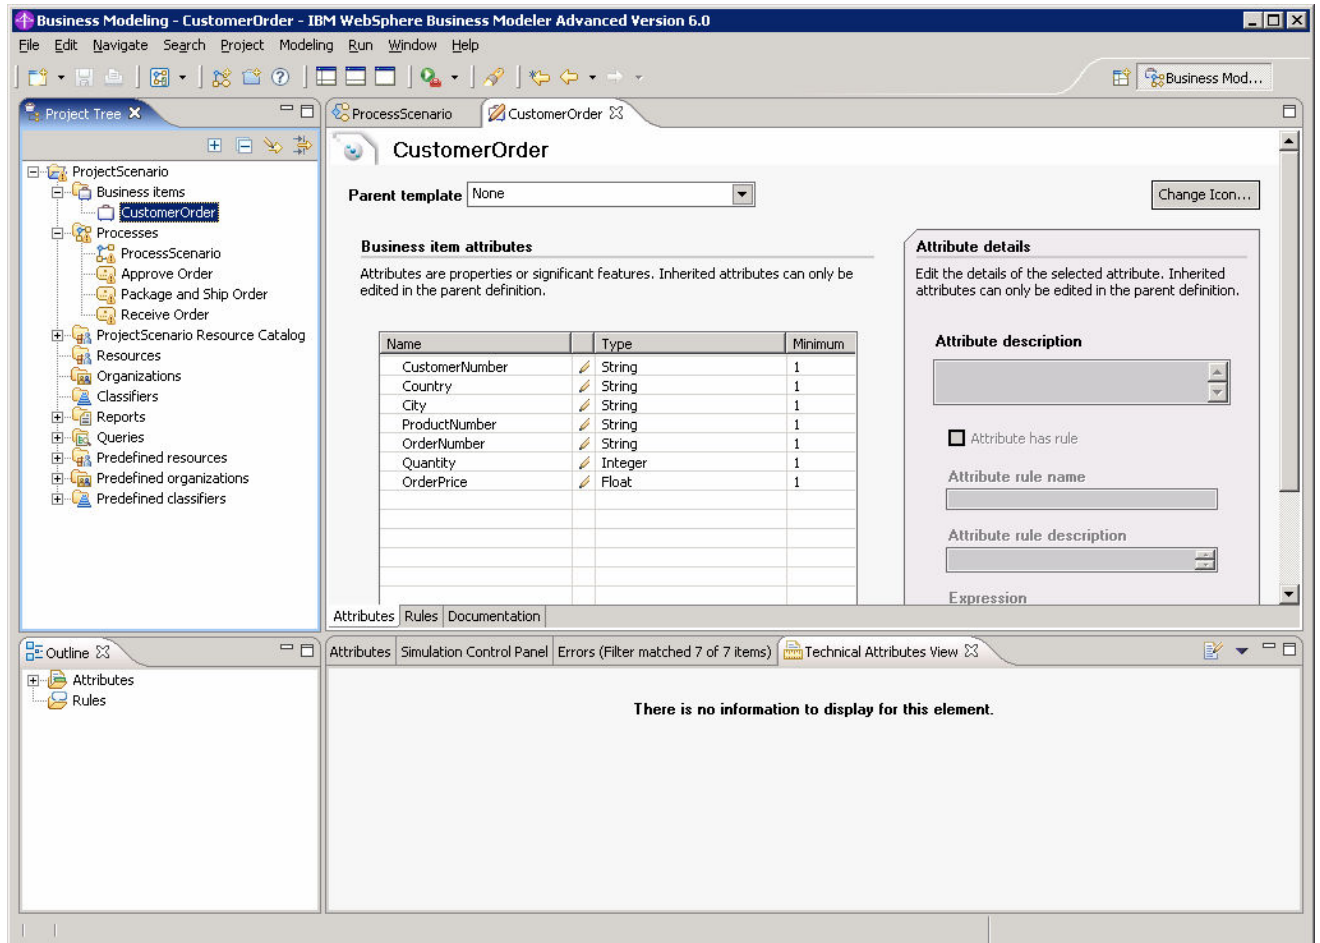 Business Modeling - CustomerOrder - IBM WebSphere Business Modeler Advanced Version 6.0
File Edit Navigate Search Project Modeling Run Window Help
Business Mod...
Project Tree
ProjectScenario
Business items
CustomerOrder
Processes
ProcessScenario
Approve Order
Package and Ship Order
Receive Order
ProjectScenario Resource Catalog
Resources
Organizations
Classifiers
Reports
Queries
Predefined resources
Predefined organizations
Predefined classifiers
ProcessScenario CustomerOrder
CustomerOrder
Parent template None Change Icon...
Business item attributes
Attributes are properties or significant features. Inherited attributes can only be
edited in the parent definition.
Name Type Minimum
CustomerNumber String 1
Country String 1
City String 1
ProductNumber String 1
OrderNumber String 1
Quantity Integer 1
OrderPrice Float 1
Attribute details
Edit the details of the selected attribute. Inherited
attributes can only be edited in the parent definition.
Attribute description
Attribute has rule
Attribute rule name
Attribute rule description
Expression
Attributes Rules Documentation
Outline
Attributes
Rules
Attributes Simulation Control Panel Errors (Filter matched 7 of 7 items) Technical Attributes View
There is no information to display for this element.